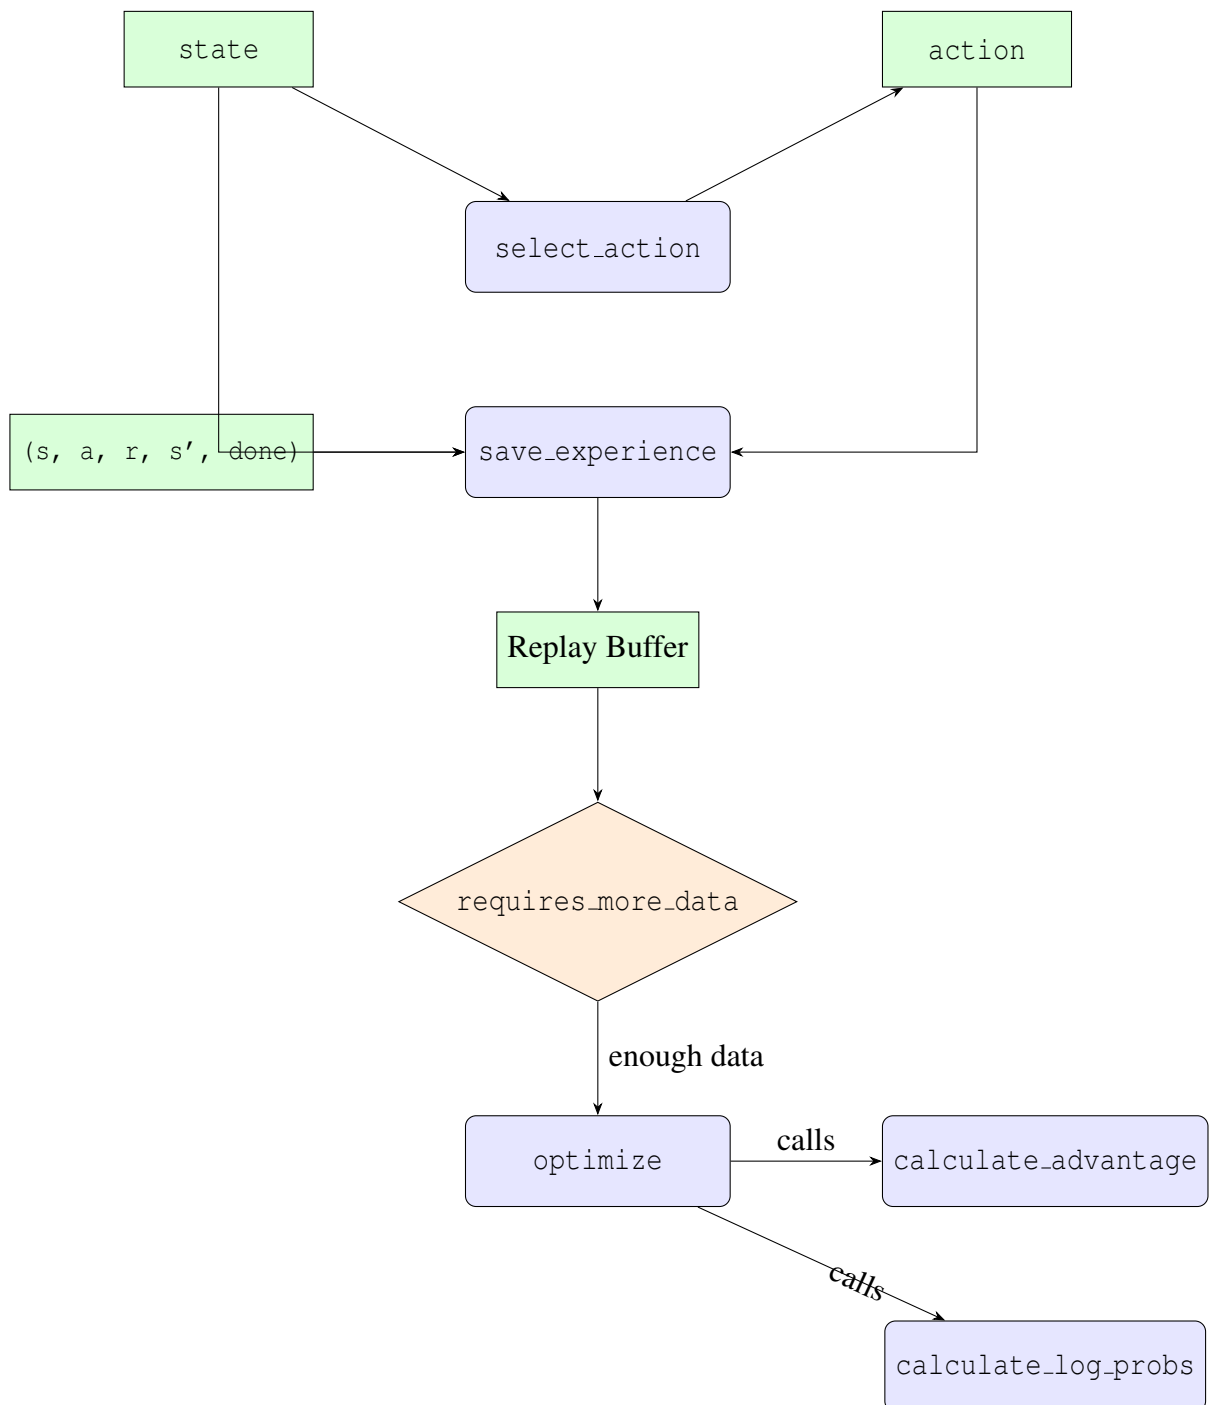 state
action
select_action
(s, a, r, s′, done)
save_experience
Replay Buffer
requires_more_data
enough data
optimize
calls
calculate_advantage
calls
calculate_log_probs